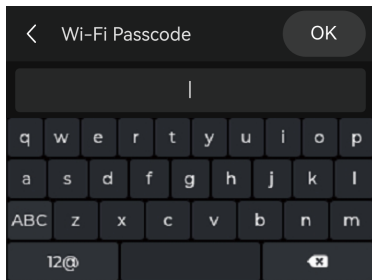 Wi-Fi Passcode OK
q w e r t y u i o p
a s d f g h j k l
ABC z x c v b n m
12@